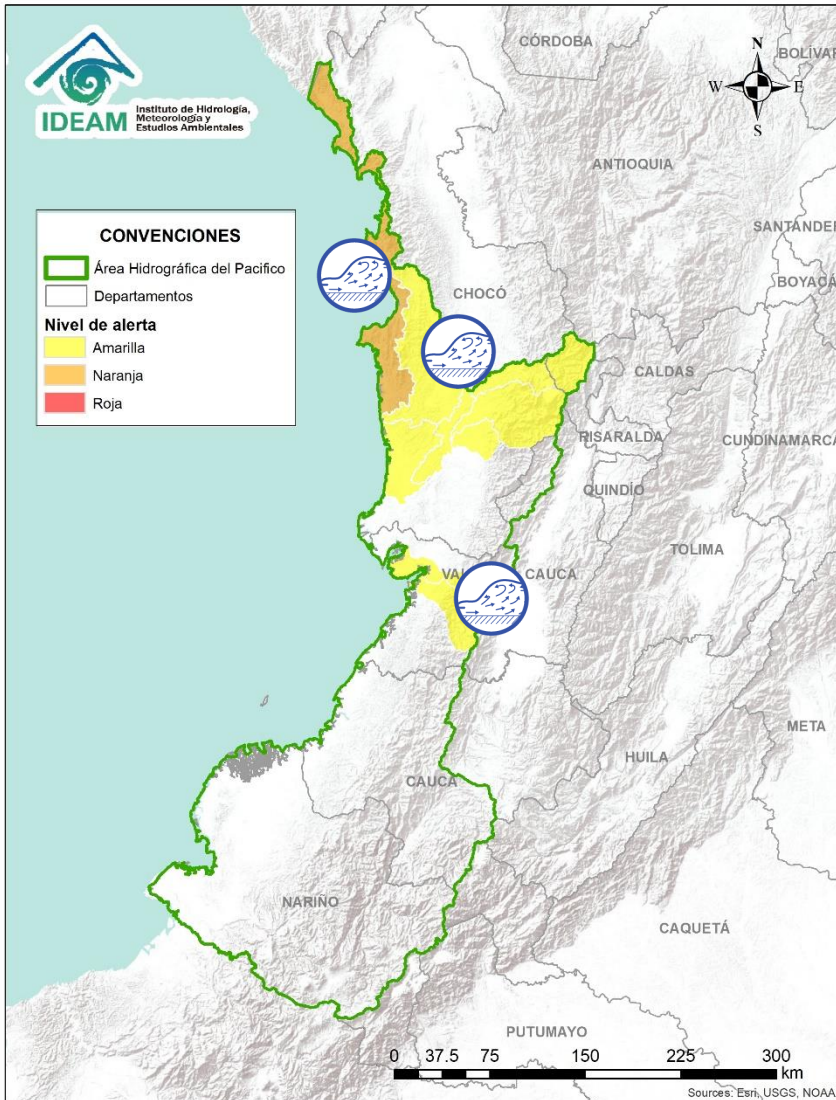 IDEAM
Instituto de Hidrología,
Meteorología y
Estudios Ambientales
N
W
E
S
CÓRDOBA
BOLÍVAR
ANTIOQUIA
SANTANDER
BOYACÁ
CONVENCIONES
Área Hidrográfica del Pacifico
Departamentos
Nivel de alerta
Amarilla
Naranja
Roja
CHOCÓ
CALDAS
RISARALDA
CUNDINAMARCA
QUINDÍO
TOLIMA
CAUCA
META
HUILA
CAUCA
NARIÑO
CAQUETÁ
PUTUMAYO
0 37.5 75 150 225 300
km
Sources: Esri, USGS, NOAA